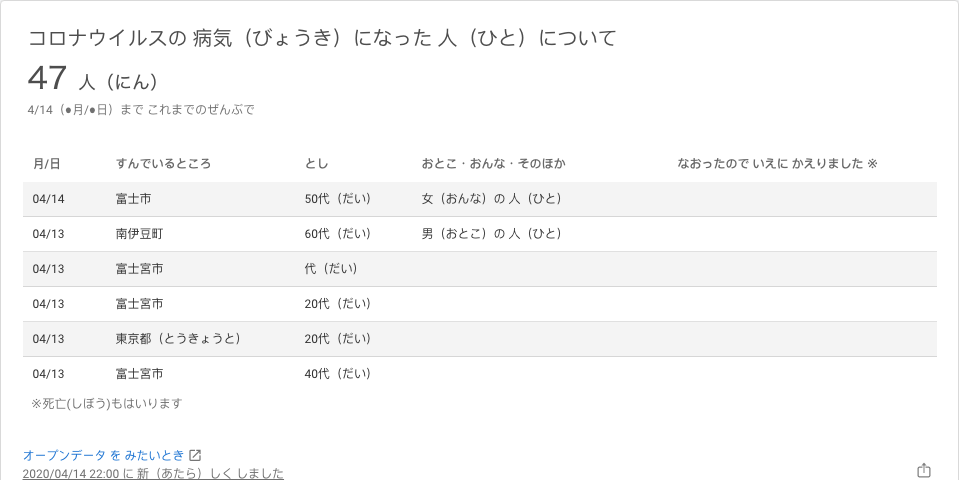 コロナウイルスの 病気（びょうき）になった 人（ひと）について
47 人（にん）
4/14（●月/●日）まで これまでのぜんぶで
月/日 すんでいるところ とし おとこ・おんな・そのほか なおったので いえに かえりました ※
04/14 富士市 50代（だい） 女（おんな）の 人（ひと）
04/13 南伊豆町 60代（だい） 男（おとこ）の 人（ひと）
04/13 富士宮市 代（だい）
04/13 富士宮市 20代（だい）
04/13 東京都（とうきょうと） 20代（だい）
04/13 富士宮市 40代（だい）
※死亡(しぼう)もはいります
オープンデータ を みたいとき
2020/04/14 22:00 に 新（あたら）しく しました